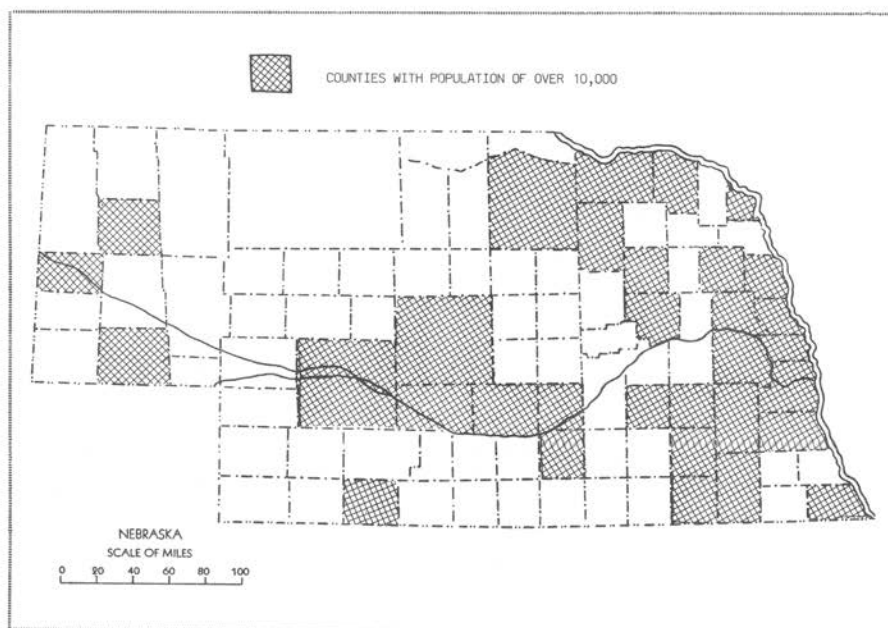 COUNTIES WITH POPULATION OF OVER 10,000
NEBRASKA
SCALE OF MILES
0 20 40 60 80 100